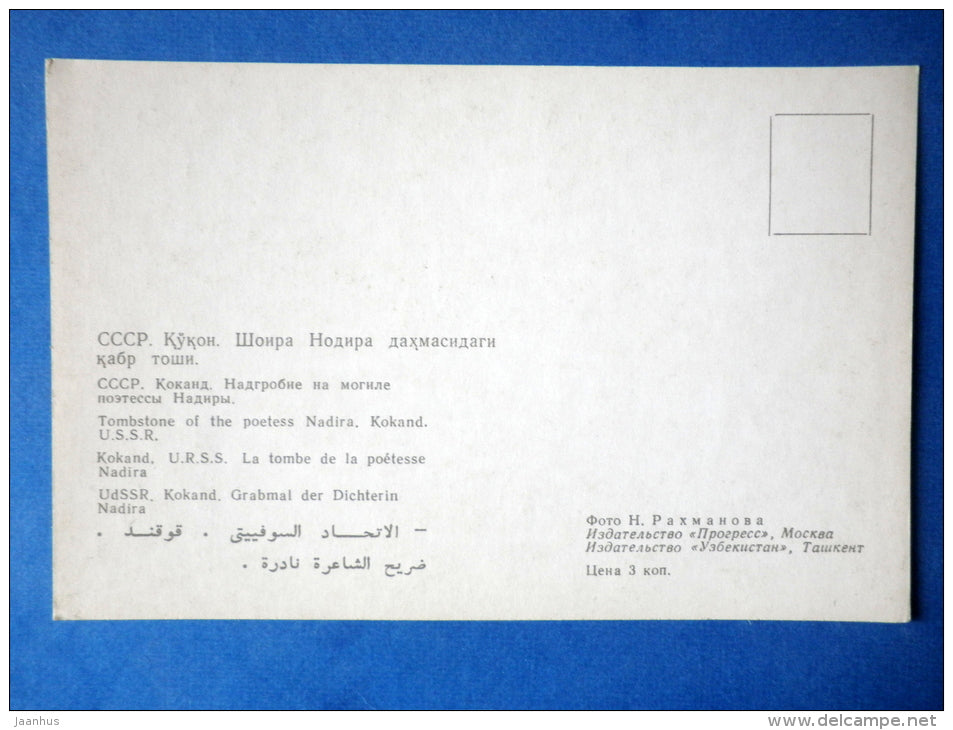 СССР. Қўқон. Шоира Нодира даҳмасидаги
қабр тоши.
СССР. Коканд. Надгробие на могиле
поэтессы Надиры.
Tombstone of the poetess Nadira. Kokand.
U.S.S.R.
Kokand. U.R.S.S. La tombe de la poétesse
Nadira
UdSSR. Kokand. Grabmal der Dichterin
Nadira
– الاتحاد السوفييتى . قوقند .
ضريح الشاعرة نادرة .
Фото Н. Рахманова
Издательство «Прогресс», Москва
Издательство «Узбекистан», Ташкент
Цена 3 коп.
Jaanhus
www.delcampe.net